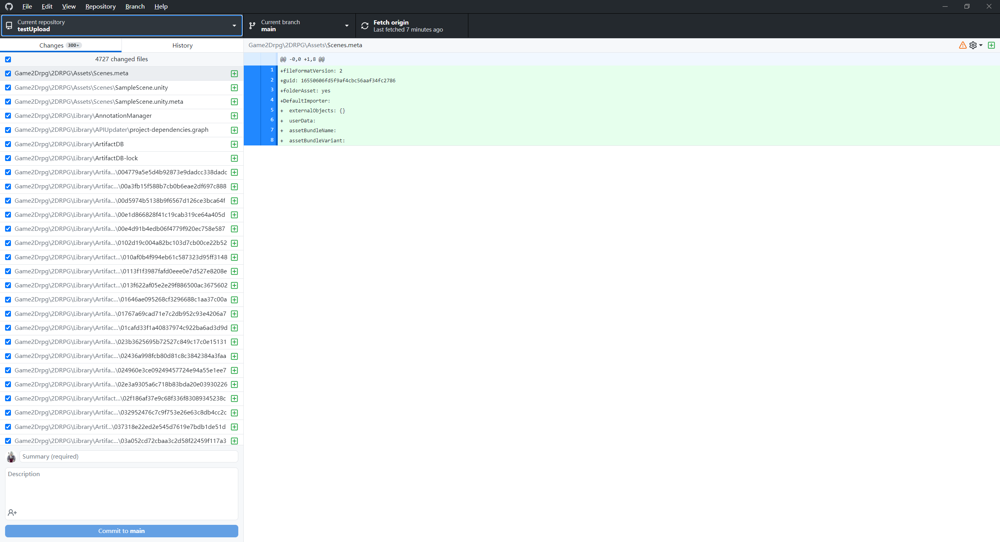 File Edit View Repository Branch Help
Current repository
testUpload
Current branch
main
Fetch origin
Last fetched 7 minutes ago
Changes 300+
History
4727 changed files
Game2Drpg\2DRPG\Assets\Scenes.meta
Game2Drpg\2DRPG\Assets\Scenes\SampleScene.unity
Game2Drpg\2DRPG\Assets\Scenes\SampleScene.unity.meta
Game2Drpg\2DRPG\Library\AnnotationManager
Game2Drpg\2DRPG\Library\APIUpdater\project-dependencies.graph
Game2Drpg\2DRPG\Library\ArtifactDB
Game2Drpg\2DRPG\Library\ArtifactDB-lock
Game2Drpg\2DRPG\Library\Artifa...\004779a5e5d4b92873e9dadcc338dadc
Game2Drpg\2DRPG\Library\Artifac...\00a3fb15f588b7cb0b6eae2df697c888
Game2Drpg\2DRPG\Library\Artifa...\00d5974b5138b9f6567d126ce3bca64f
Game2Drpg\2DRPG\Library\Artifa...\00e1d866828f41c19cab319ce64a405d
Game2Drpg\2DRPG\Library\Artifa...\00e4d91b4edb06f4779f920ec758e587
Game2Drpg\2DRPG\Library\Artifa...\0102d19c004a82bc103d7cb00ce22b52
Game2Drpg\2DRPG\Library\Artifact...\010af0b4f994eb61c587323d95ff3148
Game2Drpg\2DRPG\Library\Artifact...\0113f1f3987fafd0eee0e7d527e8208e
Game2Drpg\2DRPG\Library\Artifact...\013f622af05e2e29f886500ac3675602
Game2Drpg\2DRPG\Library\Artifac...\01646ae095268cf3296688c1aa37c00a
Game2Drpg\2DRPG\Library\Artifa...\01767a69cad71e7c2db952c93e4206a7
Game2Drpg\2DRPG\Library\Artifac...\01cafd33f1a40837974c922ba6ad3d9d
Game2Drpg\2DRPG\Library\Artifa...\023b3625695b72527c849c17c0e15131
Game2Drpg\2DRPG\Library\Artifac...\02436a998fcb80d81c8c3842384a3faa
Game2Drpg\2DRPG\Library\Artifa...\024960e3ce09249457724e94a55e1ee7
Game2Drpg\2DRPG\Library\Artifa...\02e3a9305a6c718b83bda20e03930226
Game2Drpg\2DRPG\Library\Artifact...\02f186af37e9c68f336f83089345238c
Game2Drpg\2DRPG\Library\Artifac...\032952476c7c9f753e26e63c8db4cc2c
Game2Drpg\2DRPG\Library\Artif...\037318e22ed2e545d7619e7bdb1de51d
Game2Drpg\2DRPG\Library\Artifac...\03a052cd72cbaa3c2d58f22459f117a3
Summary (required)
Description
Commit to main
Game2Drpg\2DRPG\Assets\Scenes.meta
@@ -0,0 +1,8 @@
1 +fileFormatVersion: 2
2 +guid: 16550606fd5f9af4cbc56aaf34fc2786
3 +folderAsset: yes
4 +DefaultImporter:
5 +  externalObjects: {}
6 +  userData:
7 +  assetBundleName:
8 +  assetBundleVariant: